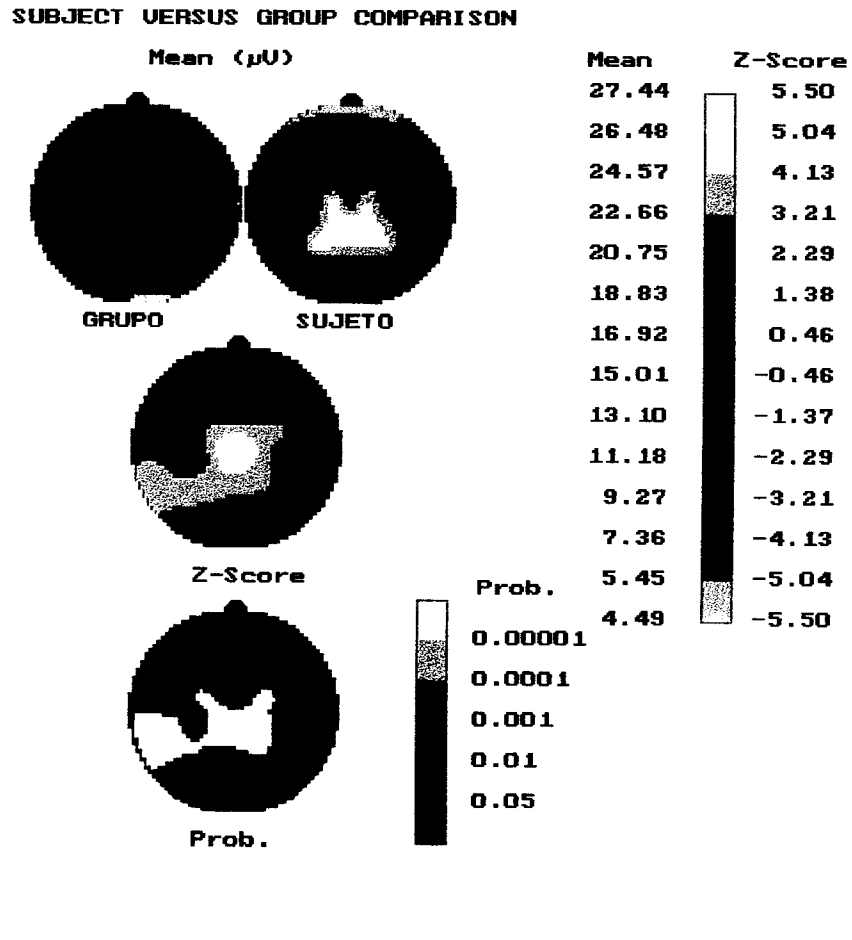 SUBJECT VERSUS GROUP COMPARISON
Mean (µV)
Mean Z-Score
27.44 5.50
26.48 5.04
24.57 4.13
22.66 3.21
20.75 2.29
18.83 1.38
16.92 0.46
15.01 -0.46
13.10 -1.37
11.18 -2.29
9.27 -3.21
7.36 -4.13
5.45 -5.04
4.49 -5.50
GRUPO SUJETO
Z-Score
Prob.
0.00001
0.0001
0.001
0.01
0.05
Prob.